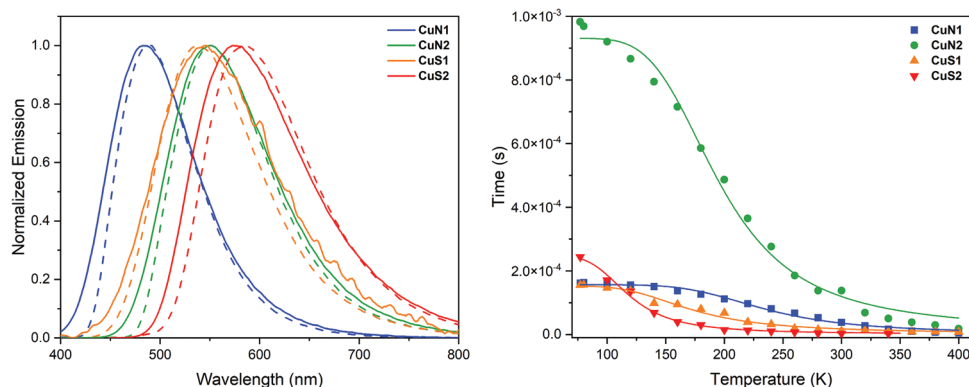 CuN1
CuN2
CuS1
CuS2
1.0
0.8
0.6
0.4
0.2
0.0
Normalized Emission
400
500
600
700
800
Wavelength (nm)
CuN1
CuN2
CuS1
CuS2
1.0×10⁻³
8.0×10⁻⁴
6.0×10⁻⁴
4.0×10⁻⁴
2.0×10⁻⁴
0.0
Time (s)
100
150
200
250
300
350
400
Temperature (K)